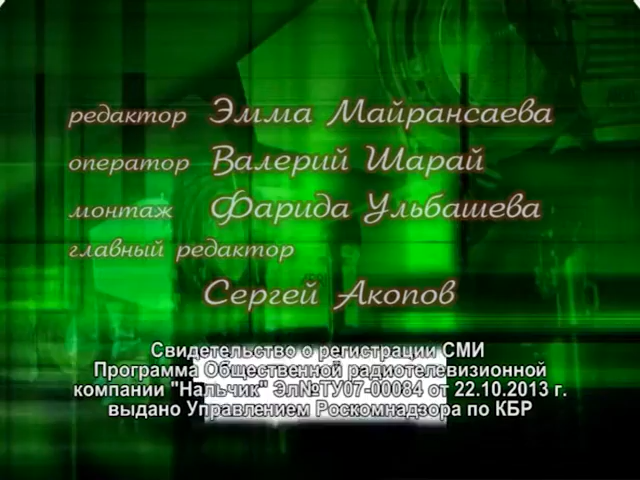 редактор Эмма Майрансаева
оператор Валерий Шарай
монтаж Фарида Ульбашева
главный редактор
Сергей Акопов
Свидетельство о регистрации СМИ
Программа Общественной радиотелевизионной
компании "Нальчик" Эл№ТУ07-00084 от 22.10.2013 г.
выдано Управлением Роскомнадзора по КБР